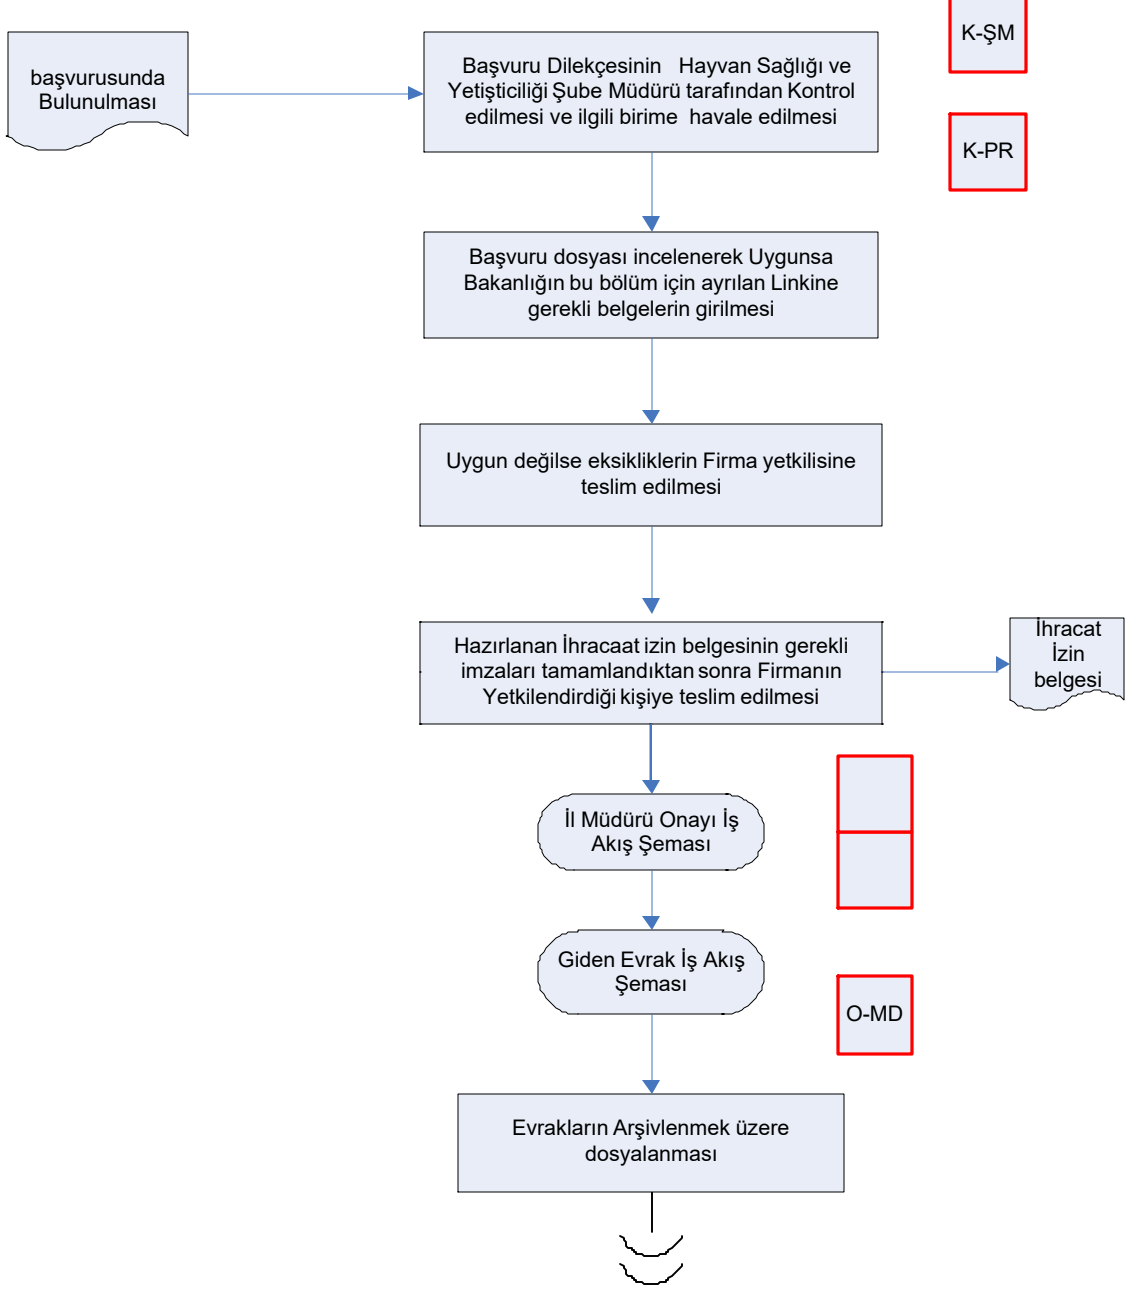 K-ŞM
başvurusunda
Bulunulması
Başvuru Dilekçesinin Hayvan Sağlığı ve
Yetişticiliği Şube Müdürü tarafından Kontrol
edilmesi ve ilgili birime havale edilmesi
K-PR
Başvuru dosyası incelenerek Uygunsa
Bakanlığın bu bölüm için ayrılan Linkine
gerekli belgelerin girilmesi
Uygun değilse eksikliklerin Firma yetkilisine
teslim edilmesi
Hazırlanan İhracaat izin belgesinin gerekli
imzaları tamamlandıktan sonra Firmanın
Yetkilendirdiği kişiye teslim edilmesi
İhracat
İzin
belgesi
İl Müdürü Onayı İş
Akış Şeması
Giden Evrak İş Akış
Şeması
O-MD
Evrakların Arşivlenmek üzere
dosyalanması